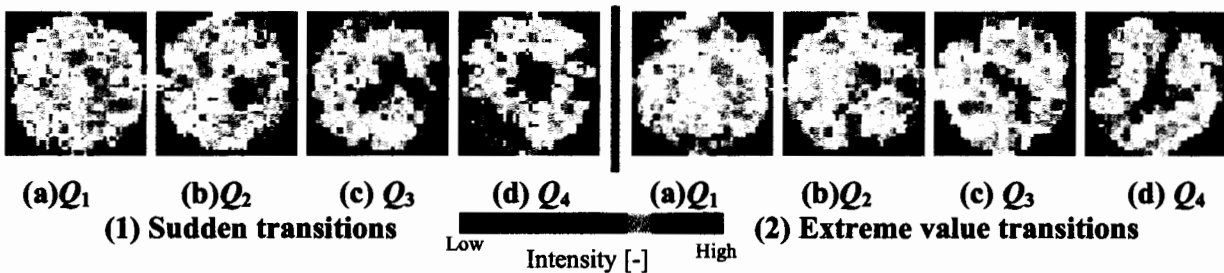 (a)Q1 (b)Q2 (c) Q3 (d) Q4 (a)Q1 (b)Q2 (c) Q3 (d) Q4
(1) Sudden transitions (2) Extreme value transitions
Low High
Intensity [-]